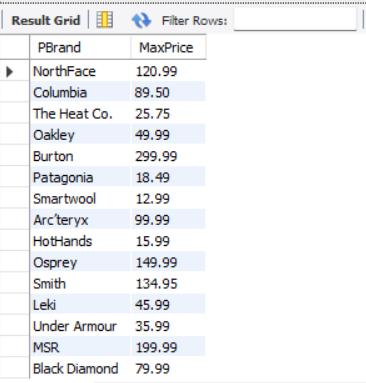 Result Grid Filter Rows:
PBrand MaxPrice
NorthFace 120.99
Columbia 89.50
The Heat Co. 25.75
Oakley 49.99
Burton 299.99
Patagonia 18.49
Smartwool 12.99
Arc'teryx 99.99
HotHands 15.99
Osprey 149.99
Smith 134.95
Leki 45.99
Under Armour 35.99
MSR 199.99
Black Diamond 79.99